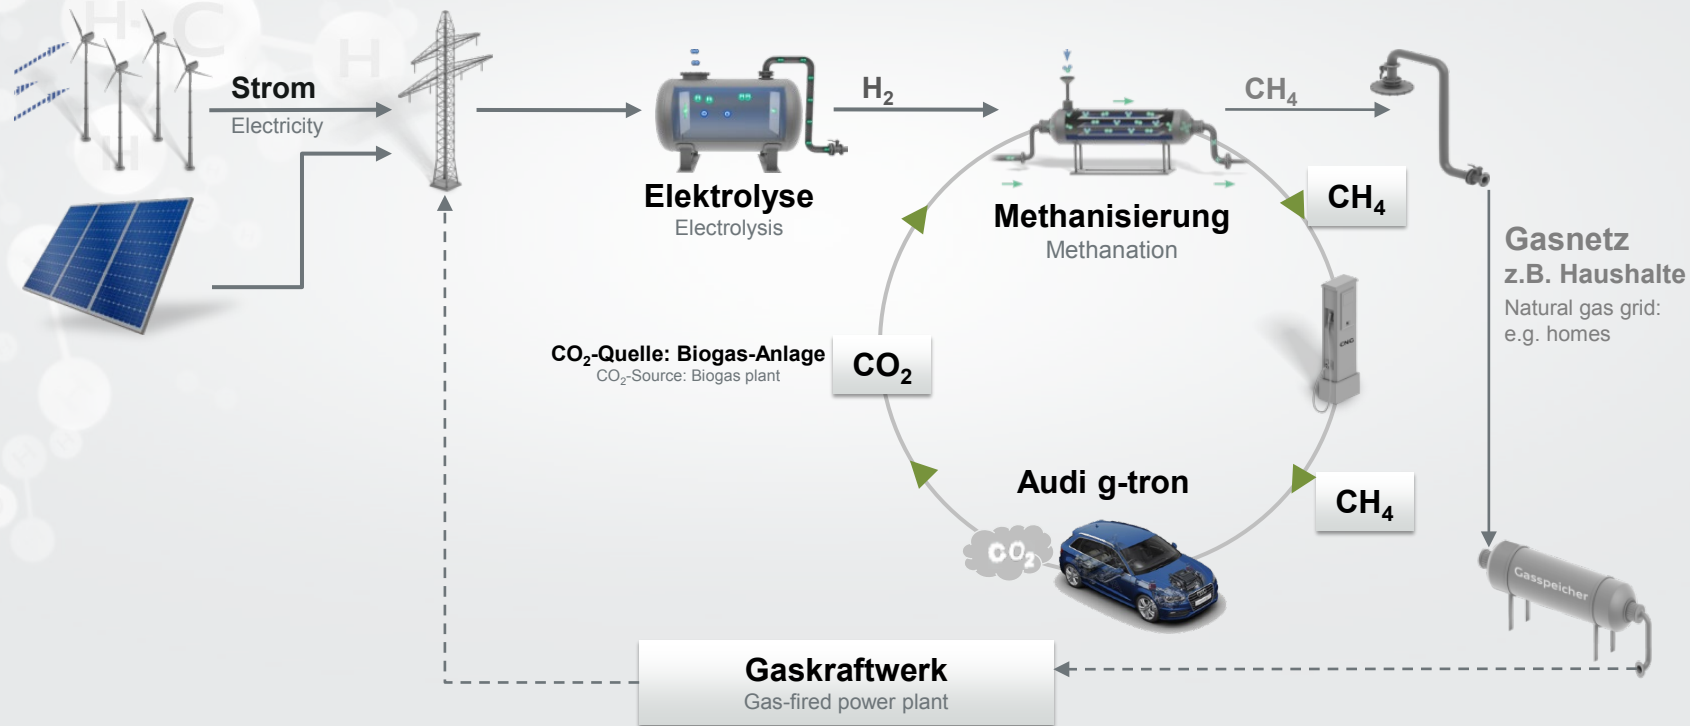 H
C
H
H
Strom
Electricity
H₂
CH₄
Elektrolyse
Electrolysis
Methanisierung
Methanation
CH₄
Gasnetz
z.B. Haushalte
Natural gas grid:
e.g. homes
CO₂-Quelle: Biogas-Anlage
CO₂-Source: Biogas plant
CO₂
Audi g-tron
CH₄
CO₂
Gasspeicher
Gaskraftwerk
Gas-fired power plant